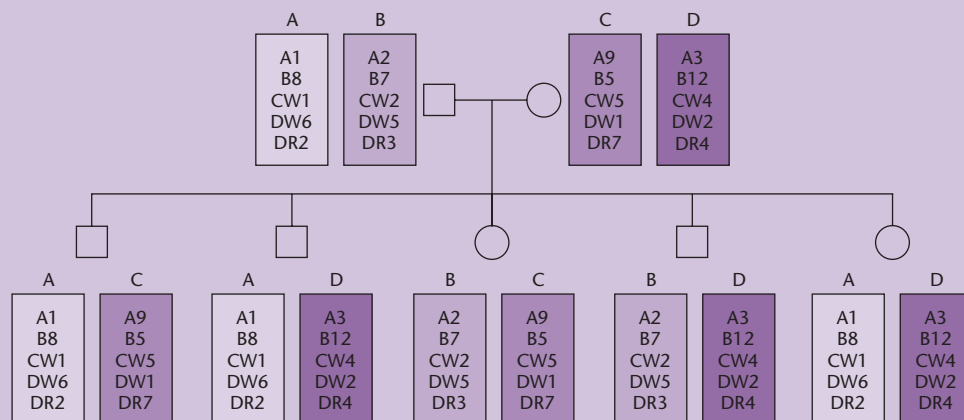 A B C D
A1 A2 A9 A3
B8 B7 B5 B12
CW1 CW2 CW5 CW4
DW6 DW5 DW1 DW2
DR2 DR3 DR7 DR4
A C A D B C B D A D
A1 A9 A1 A3 A2 A9 A2 A3 A1 A3
B8 B5 B8 B12 B7 B5 B7 B12 B8 B12
CW1 CW5 CW1 CW4 CW2 CW5 CW2 CW4 CW1 CW4
DW6 DW1 DW6 DW2 DW5 DW1 DW5 DW2 DW6 DW2
DR2 DR7 DR2 DR4 DR3 DR7 DR3 DR4 DR2 DR4